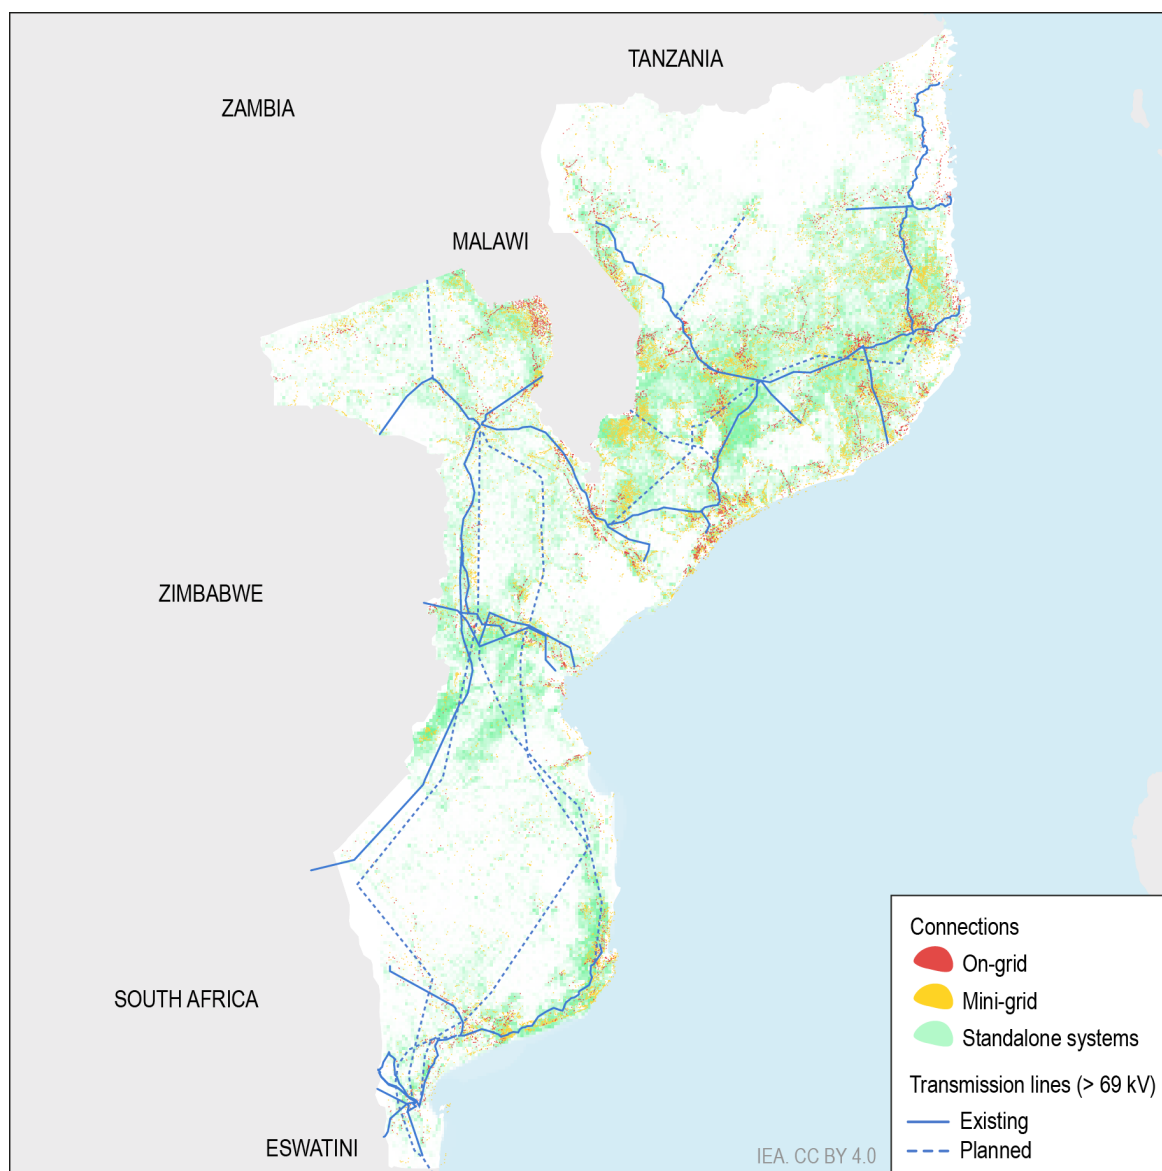 TANZANIA
ZAMBIA
MALAWI
ZIMBABWE
SOUTH AFRICA
ESWATINI
Connections
On-grid
Mini-grid
Standalone systems
Transmission lines (> 69 kV)
Existing
Planned
IEA. CC BY 4.0